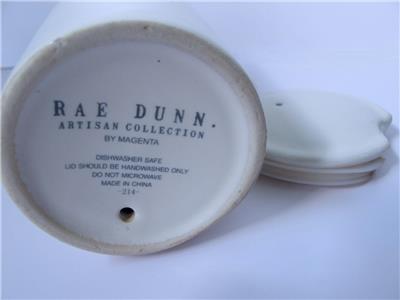 RAE DUNN.
ARTISAN COLLECTION
BY MAGENTA
DISHWASHER SAFE
LID SHOULD BE HANDWASHED ONLY
DO NOT MICROWAVE
MADE IN CHINA
-214-